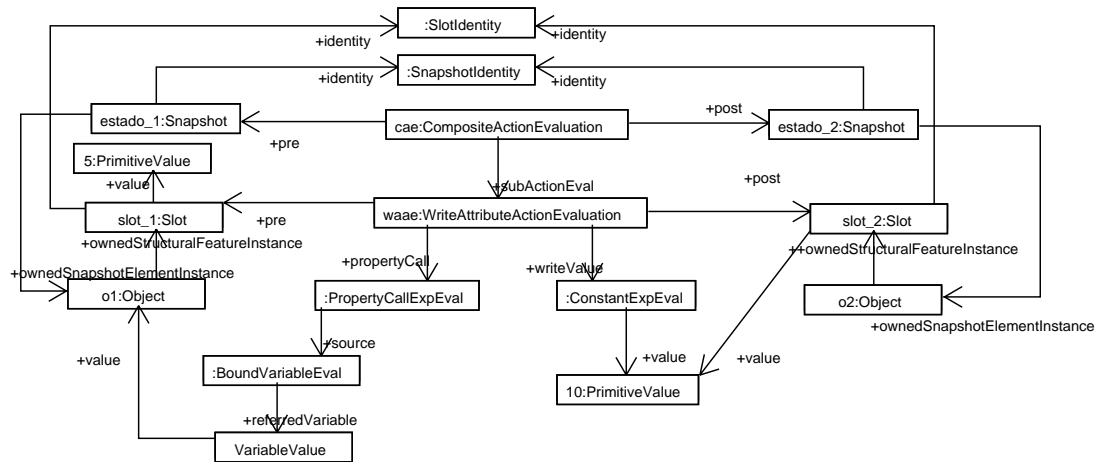 :SlotIdentity
+identity
+identity
:SnapshotIdentity
+identity
+identity
estado_1:Snapshot
+pre
cae:CompositeActionEvaluation
+post
estado_2:Snapshot
5:PrimitiveValue
+value
+subActionEval
+post
slot_1:Slot
+pre
waae:WriteAttributeActionEvaluation
slot_2:Slot
+ownedStructuralFeatureInstance
++ownedStructuralFeatureInstance
+ownedSnapshotElementInstance
+propertyCall
+writeValue
o1:Object
:PropertyCallExpEval
:ConstantExpEval
o2:Object
+ownedSnapshotElementInstance
+source
+value
+value
+value
:BoundVariableEval
10:PrimitiveValue
+referredVariable
VariableValue